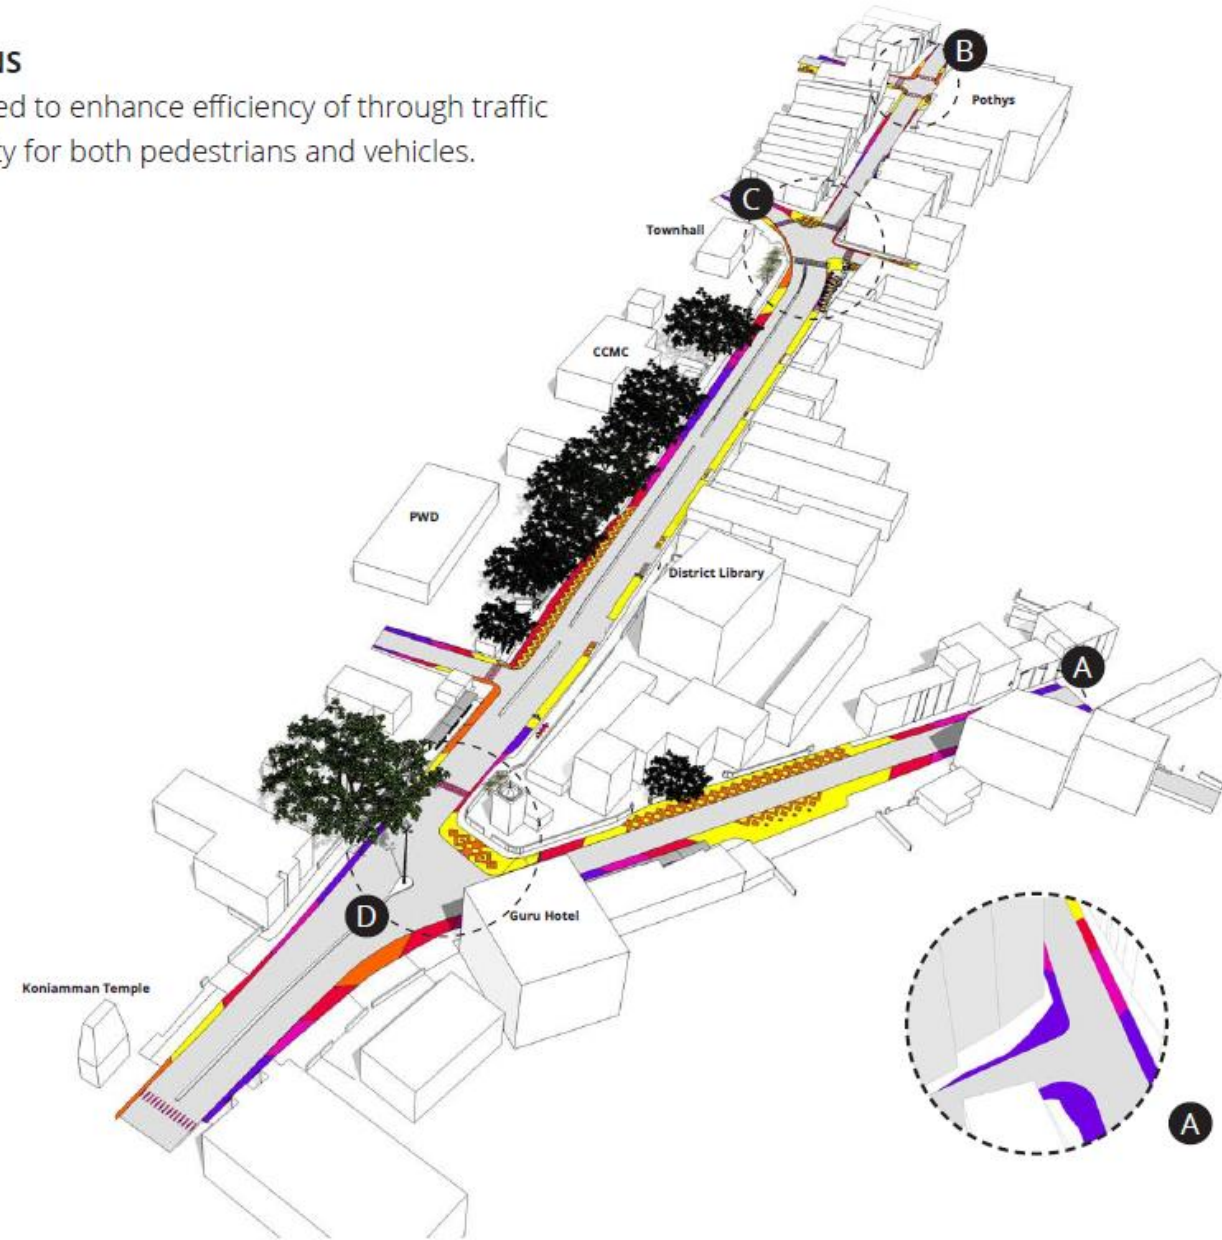 IS
ed to enhance efficiency of through traffic
ty for both pedestrians and vehicles.
B
Pothys
C
Townhall
CCMC
PWD
District Library
A
D
Guru Hotel
Koniamman Temple
A